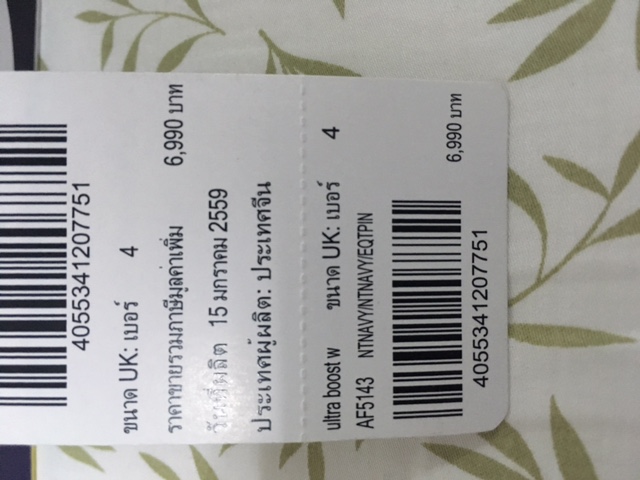 4055341207751
ขนาด UK: เบอร์ 4
ราคาขายรวมภาษีมูลค่าเพิ่ม 6,990 บาท
วันที่ผลิต 15 มกราคม 2559
ประเทศผู้ผลิต: ประเทศจีน
ultra boost w ขนาด UK: เบอร์ 4
AF5143 NTNAVY/NTNAVY/EQTPIN
4055341207751 6,990 บาท